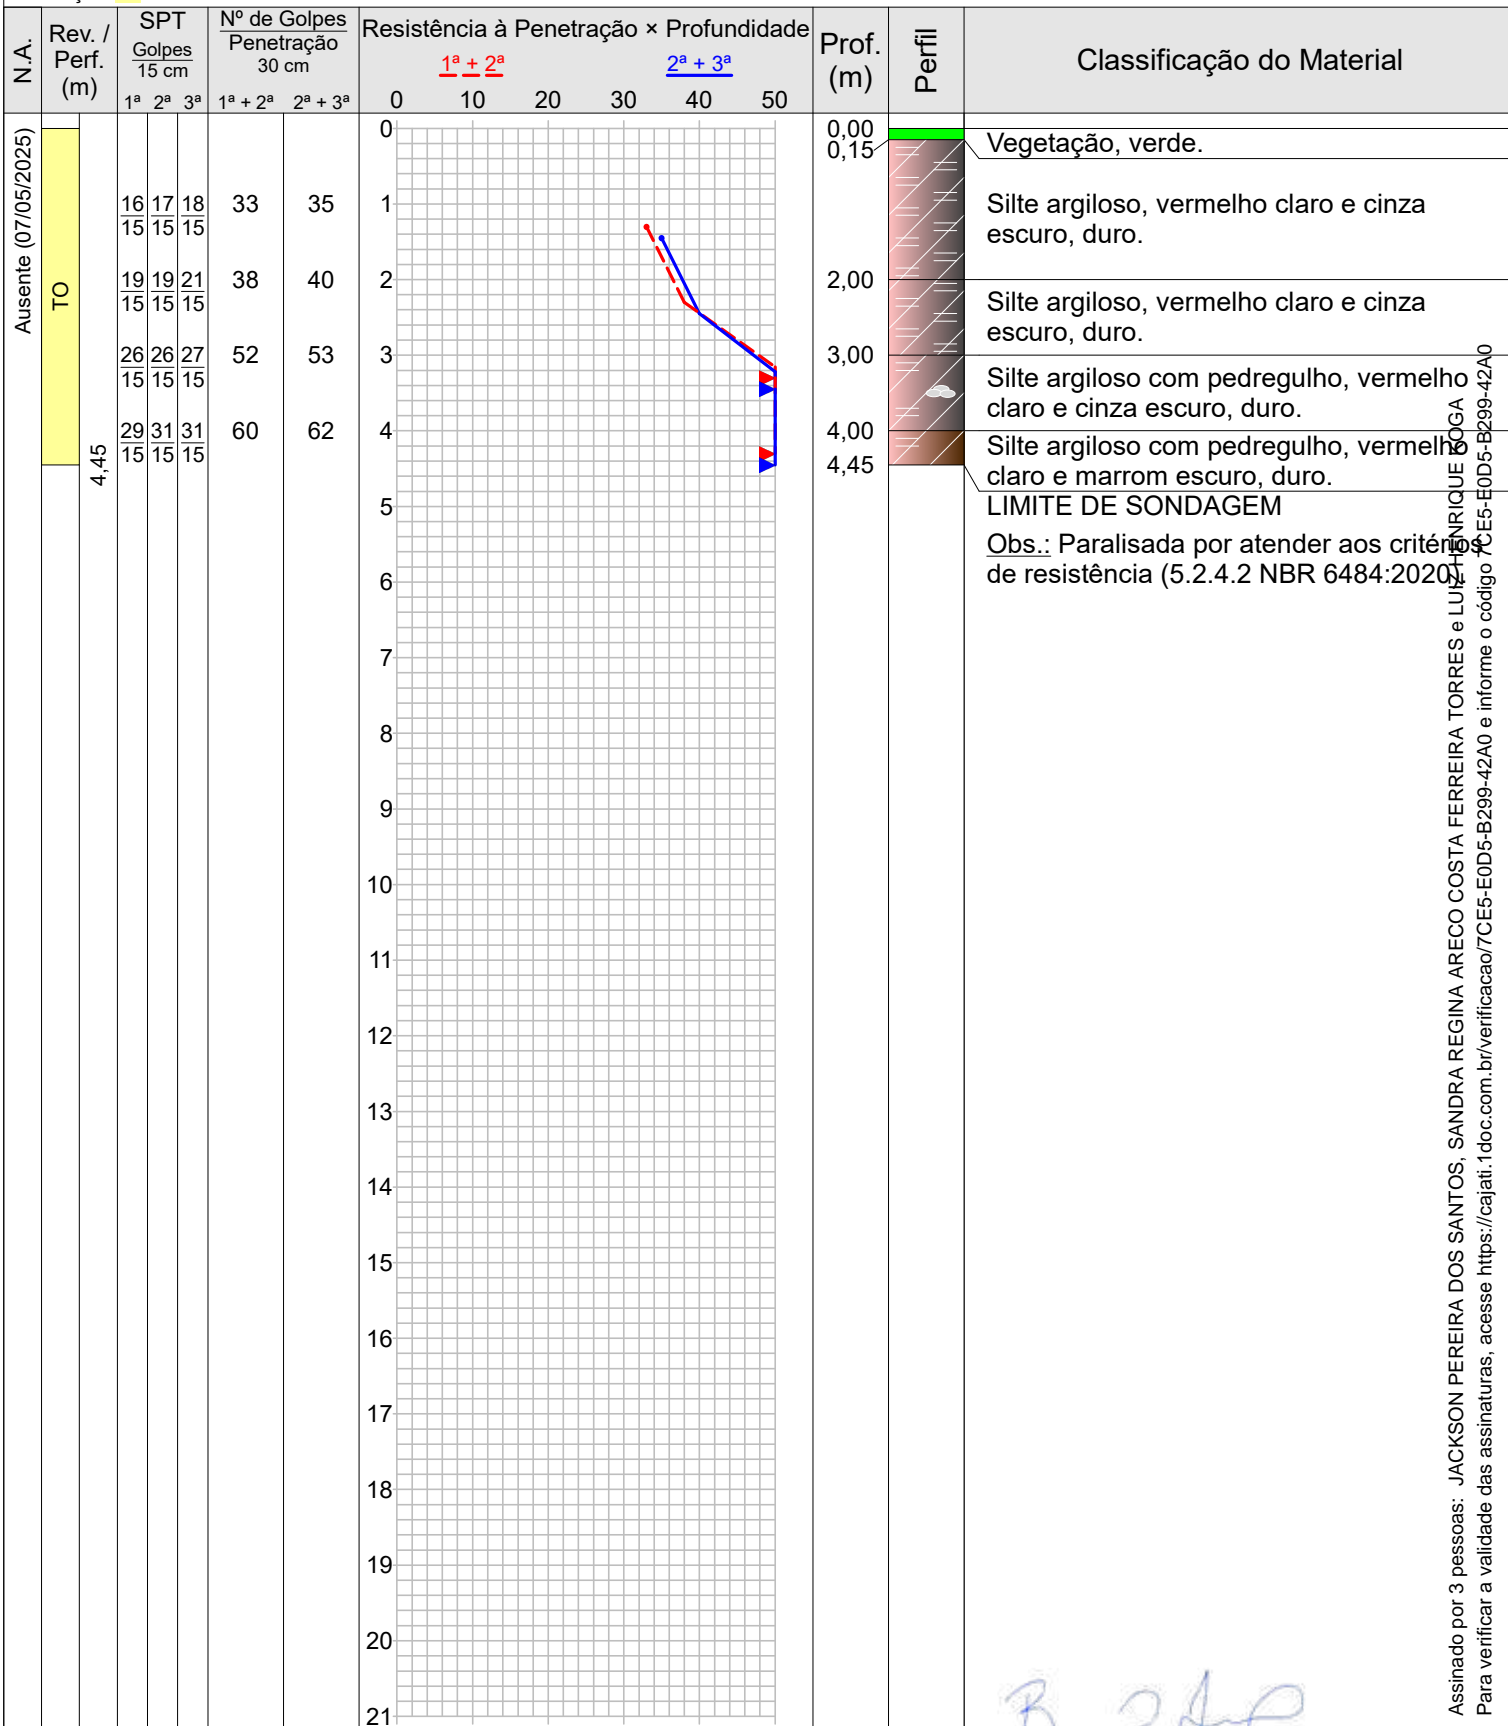 N.A.
Rev. /
Perf.
(m)
SPT
Golpes
15 cm
1ª 2ª 3ª
Nº de Golpes
Penetração
30 cm
1ª + 2ª 2ª + 3ª
Resistência à Penetração × Profundidade
1ª + 2ª 2ª + 3ª
0 10 20 30 40 50
Prof.
(m)
Perfil
Classificação do Material
Ausente (07/05/2025)
TO
4,45
16 17 18 33 35
15 15 15
19 19 21 38 40
15 15 15
26 26 27 52 53
15 15 15
29 31 31 60 62
15 15 15
0
1
2
3
4
5
6
7
8
9
10
11
12
13
14
15
16
17
18
19
20
21
0,00
0,15
2,00
3,00
4,00
4,45
Vegetação, verde.
Silte argiloso, vermelho claro e cinza
escuro, duro.
Silte argiloso, vermelho claro e cinza
escuro, duro.
Silte argiloso com pedregulho, vermelho
claro e cinza escuro, duro.
Silte argiloso com pedregulho, vermelho
claro e marrom escuro, duro.
LIMITE DE SONDAGEM
Obs.: Paralisada por atender aos critérios
de resistência (5.2.4.2 NBR 6484:2020).
Assinado por 3 pessoas: JACKSON PEREIRA DOS SANTOS, SANDRA REGINA ARECO COSTA FERREIRA TORRES e LUIZ HENRIQUE KOGA
Para verificar a validade das assinaturas, acesse https://cajati.1doc.com.br/verificacao/7CE5-E0D5-B299-42A0 e informe o código 7CE5-E0D5-B299-42A0